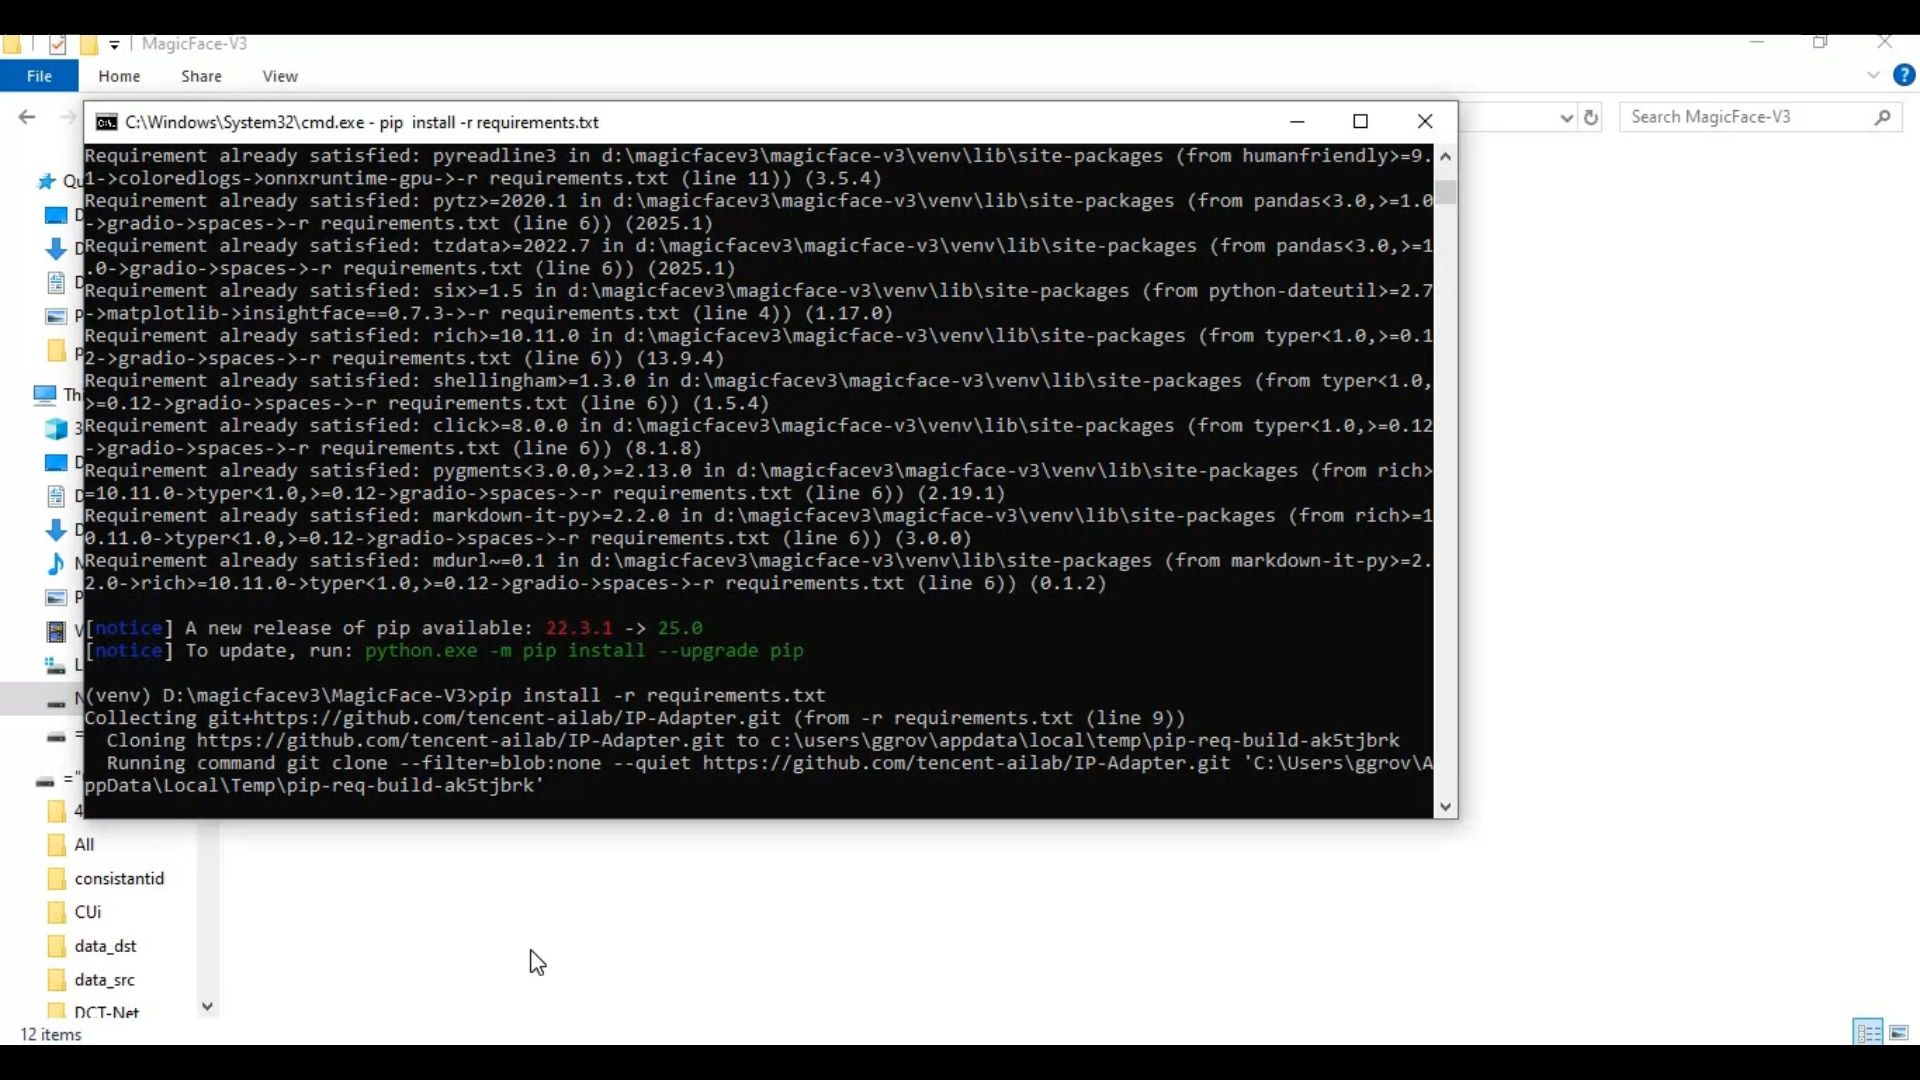 MagicFace-V3
File Home Share View
C:\Windows\System32\cmd.exe - pip  install -r requirements.txt
Search MagicFace-V3
Requirement already satisfied: pyreadline3 in d:\magicfacev3\magicface-v3\venv\lib\site-packages (from humanfriendly>=9.
1->coloredlogs->onnxruntime-gpu->-r requirements.txt (line 11)) (3.5.4)
Requirement already satisfied: pytz>=2020.1 in d:\magicfacev3\magicface-v3\venv\lib\site-packages (from pandas<3.0,>=1.0
->gradio->spaces->-r requirements.txt (line 6)) (2025.1)
Requirement already satisfied: tzdata>=2022.7 in d:\magicfacev3\magicface-v3\venv\lib\site-packages (from pandas<3.0,>=1
.0->gradio->spaces->-r requirements.txt (line 6)) (2025.1)
Requirement already satisfied: six>=1.5 in d:\magicfacev3\magicface-v3\venv\lib\site-packages (from python-dateutil>=2.7
->matplotlib->insightface==0.7.3->-r requirements.txt (line 4)) (1.17.0)
Requirement already satisfied: rich>=10.11.0 in d:\magicfacev3\magicface-v3\venv\lib\site-packages (from typer<1.0,>=0.1
2->gradio->spaces->-r requirements.txt (line 6)) (13.9.4)
Requirement already satisfied: shellingham>=1.3.0 in d:\magicfacev3\magicface-v3\venv\lib\site-packages (from typer<1.0,
>=0.12->gradio->spaces->-r requirements.txt (line 6)) (1.5.4)
Requirement already satisfied: click>=8.0.0 in d:\magicfacev3\magicface-v3\venv\lib\site-packages (from typer<1.0,>=0.12
->gradio->spaces->-r requirements.txt (line 6)) (8.1.8)
Requirement already satisfied: pygments<3.0.0,>=2.13.0 in d:\magicfacev3\magicface-v3\venv\lib\site-packages (from rich>
=10.11.0->typer<1.0,>=0.12->gradio->spaces->-r requirements.txt (line 6)) (2.19.1)
Requirement already satisfied: markdown-it-py>=2.2.0 in d:\magicfacev3\magicface-v3\venv\lib\site-packages (from rich>=1
0.11.0->typer<1.0,>=0.12->gradio->spaces->-r requirements.txt (line 6)) (3.0.0)
Requirement already satisfied: mdurl~=0.1 in d:\magicfacev3\magicface-v3\venv\lib\site-packages (from markdown-it-py>=2.
2.0->rich>=10.11.0->typer<1.0,>=0.12->gradio->spaces->-r requirements.txt (line 6)) (0.1.2)
[notice] A new release of pip available: 22.3.1 -> 25.0
[notice] To update, run: python.exe -m pip install --upgrade pip
(venv) D:\magicfacev3\MagicFace-V3>pip install -r requirements.txt
Collecting git+https://github.com/tencent-ailab/IP-Adapter.git (from -r requirements.txt (line 9))
  Cloning https://github.com/tencent-ailab/IP-Adapter.git to c:\users\ggrov\appdata\local\temp\pip-req-build-ak5tjbrk
  Running command git clone --filter=blob:none --quiet https://github.com/tencent-ailab/IP-Adapter.git 'C:\Users\ggrov\A
ppData\Local\Temp\pip-req-build-ak5tjbrk'
All
consistantid
CUi
data_dst
data_src
DCT-Net
12 items